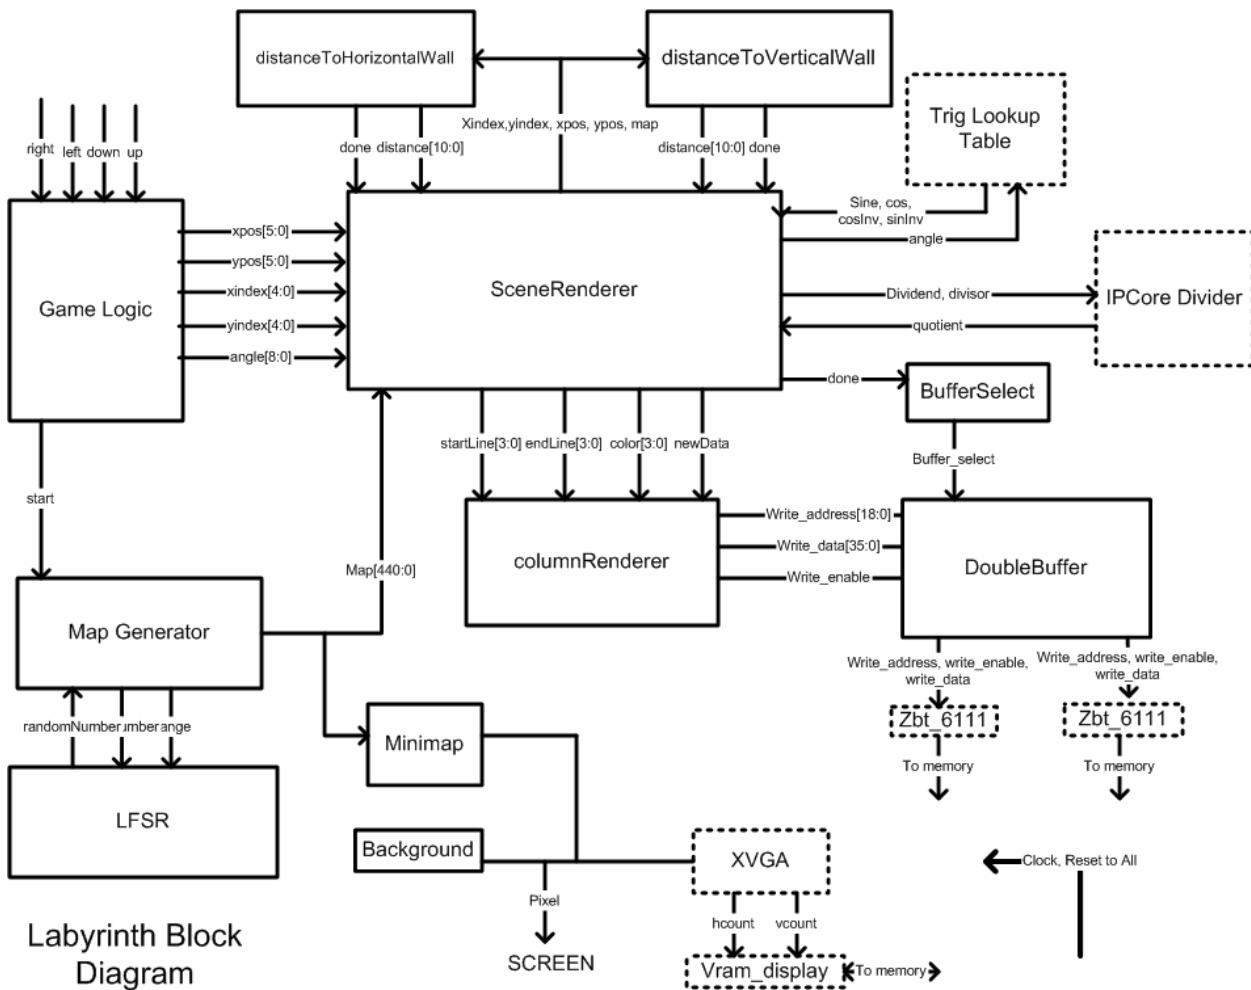 distanceToHorizontalWall
distanceToVerticalWall
Trig Lookup
Table
right
left
down
up
done
distance[10:0]
Xindex,yindex, xpos, ypos, map
distance[10:0]
done
Sine, cos,
cosInv, sinInv
angle
Game Logic
xpos[5:0]
ypos[5:0]
xindex[4:0]
yindex[4:0]
angle[8:0]
SceneRenderer
Dividend, divisor
quotient
IPCore Divider
done
BufferSelect
startLine[3:0]
endLine[3:0]
color[3:0]
newData
Buffer_select
start
Write_address[18:0]
Write_data[35:0]
Write_enable
columnRenderer
DoubleBuffer
Map[440:0]
Map Generator
Write_address, write_enable,
write_data
Write_address, write_enable,
write_data
randomNumber
umber
ange
Zbt_6111
Zbt_6111
Minimap
To memory
To memory
LFSR
Background
XVGA
Clock, Reset to All
Pixel
hcount
vcount
SCREEN
Vram_display
To memory
Labyrinth Block
Diagram